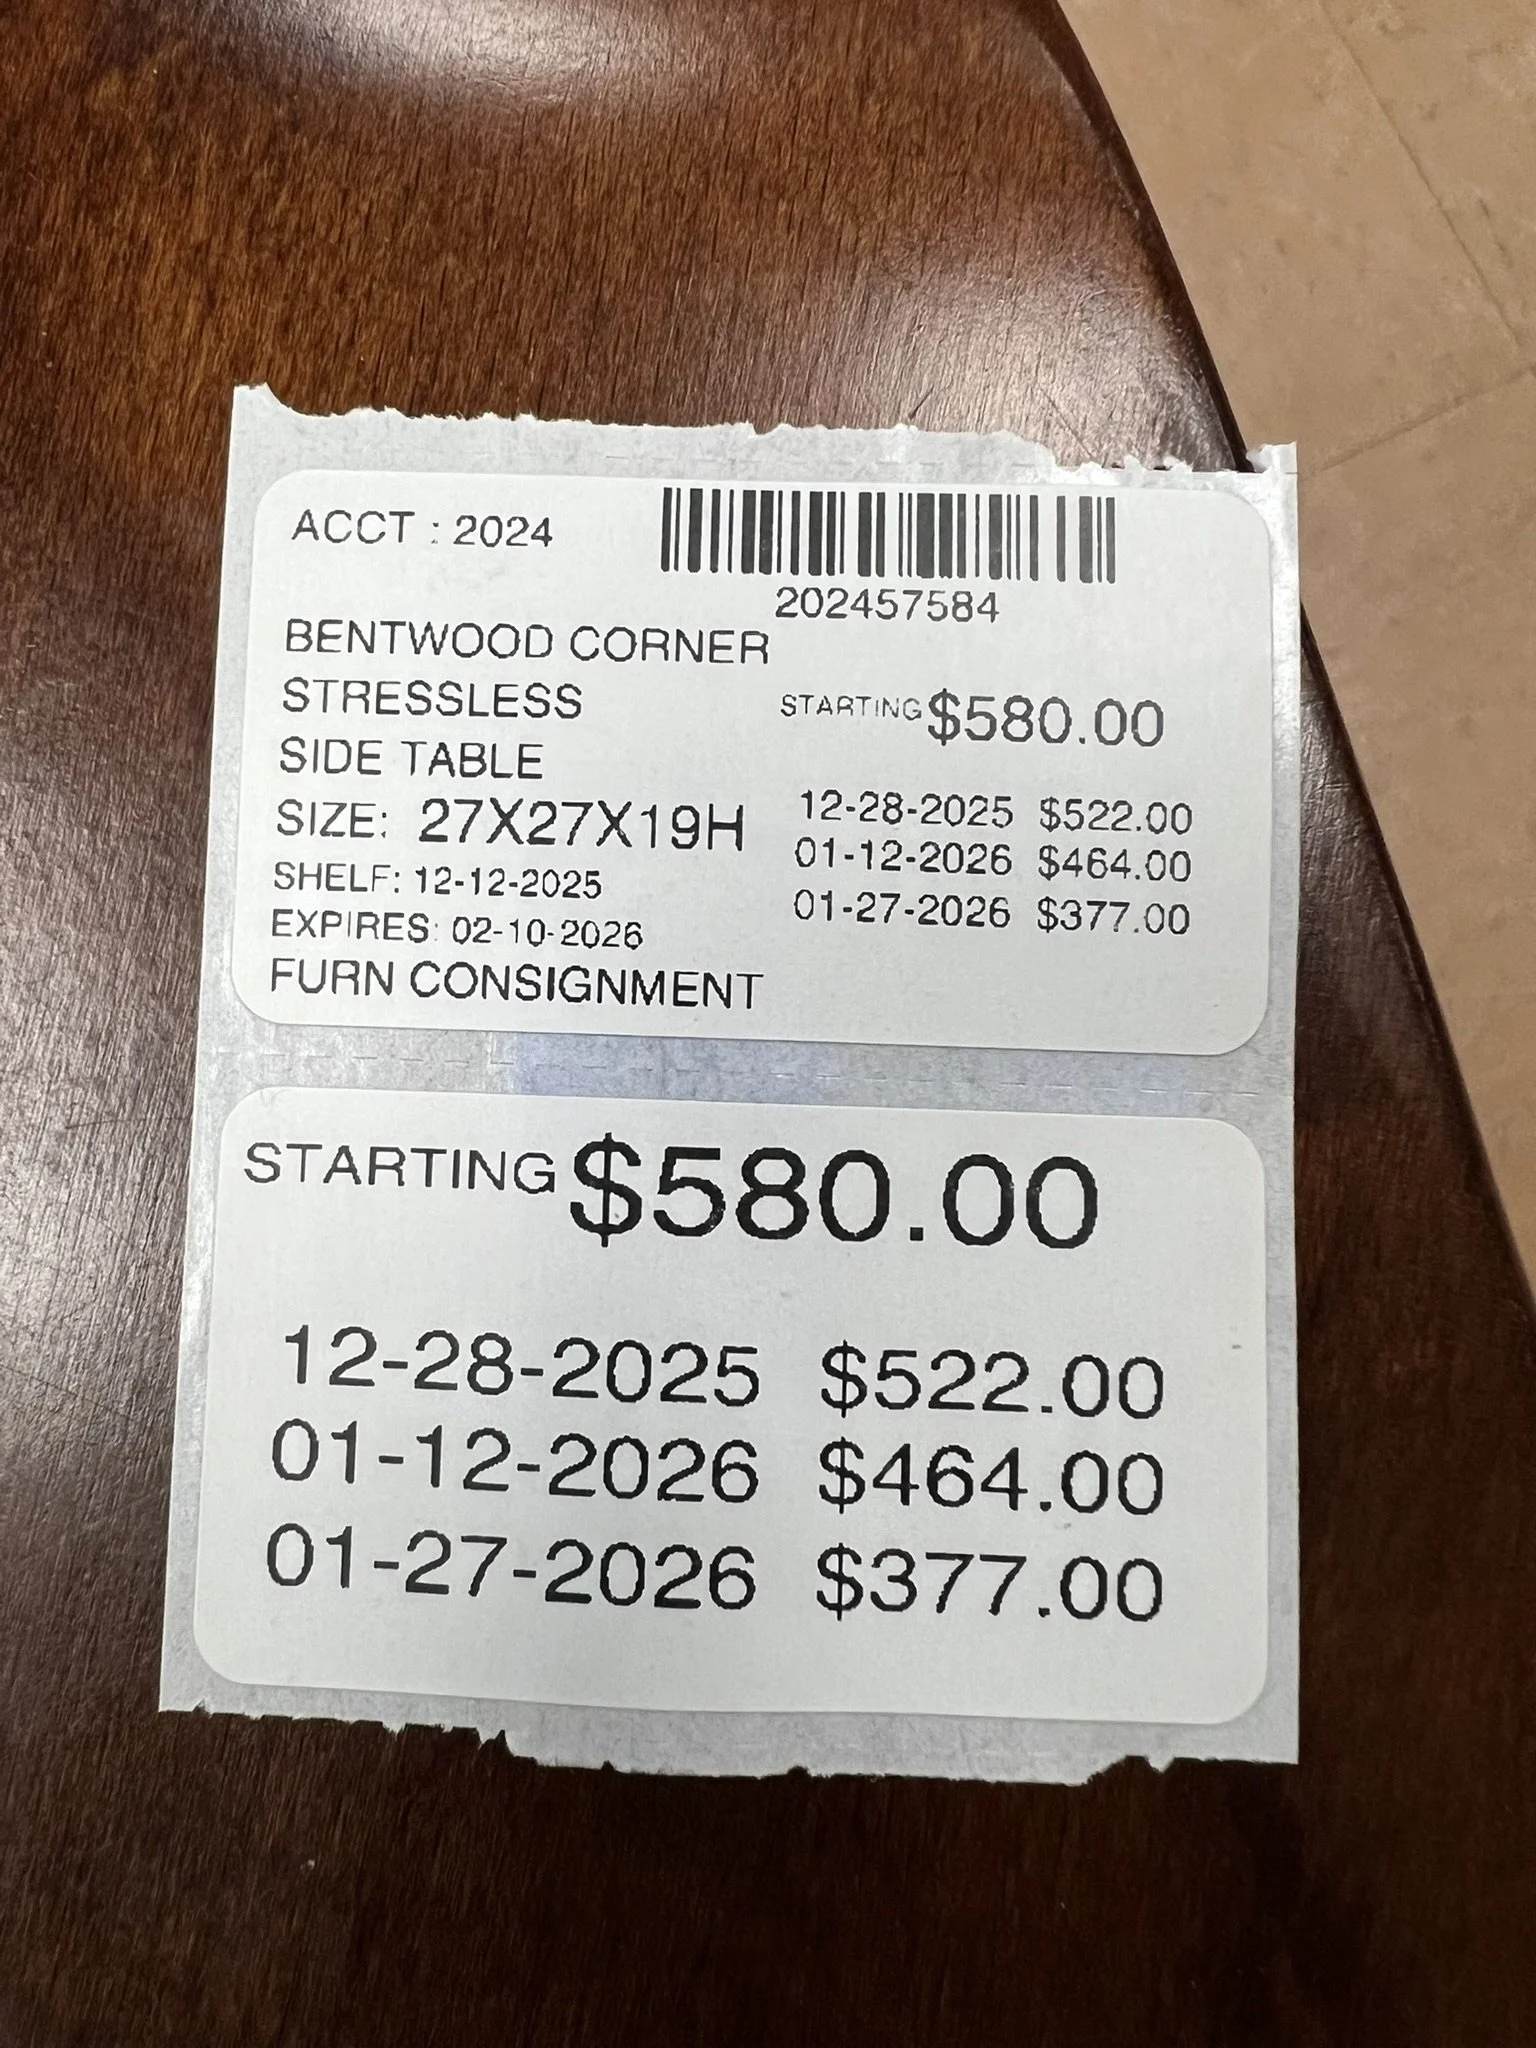 ACCT : 2024
202457584
BENTWOOD CORNER
STRESSLESS
SIDE TABLE
SIZE: 27X27X19H
SHELF: 12-12-2025
EXPIRES: 02-10-2026
FURN CONSIGNMENT
STARTING $580.00
12-28-2025 $522.00
01-12-2026 $464.00
01-27-2026 $377.00
STARTING $580.00
12-28-2025 $522.00
01-12-2026 $464.00
01-27-2026 $377.00